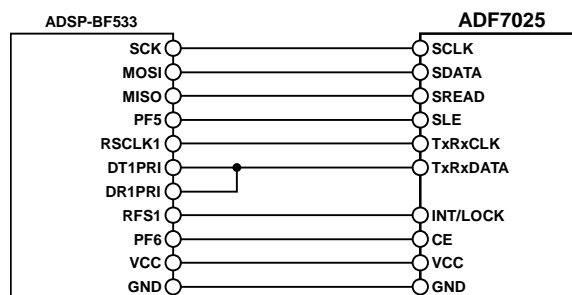 ADSP-BF533 ADF7025
SCK SCLK
MOSI SDATA
MISO SREAD
PF5 SLE
RSCLK1 TxRxCLK
DT1PRI TxRxDATA
DR1PRI
RFS1 INT/LOCK
PF6 CE
VCC VCC
GND GND